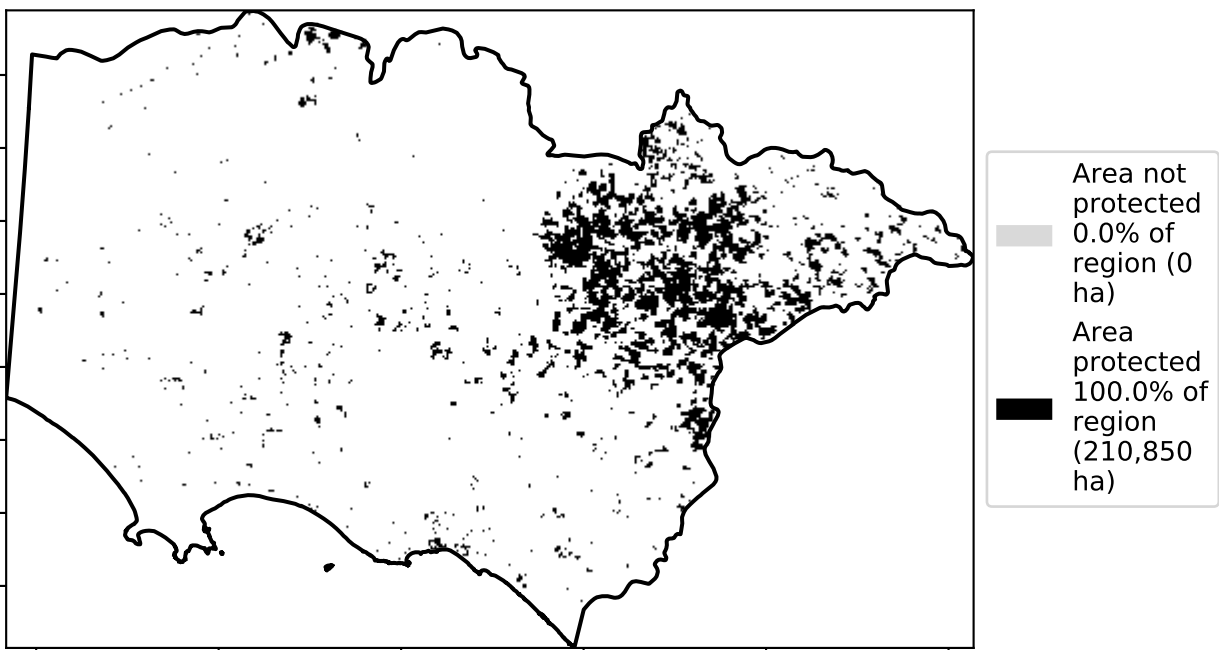 Area not
protected
0.0% of
region (0
ha)
Area
protected
100.0% of
region
(210,850
ha)